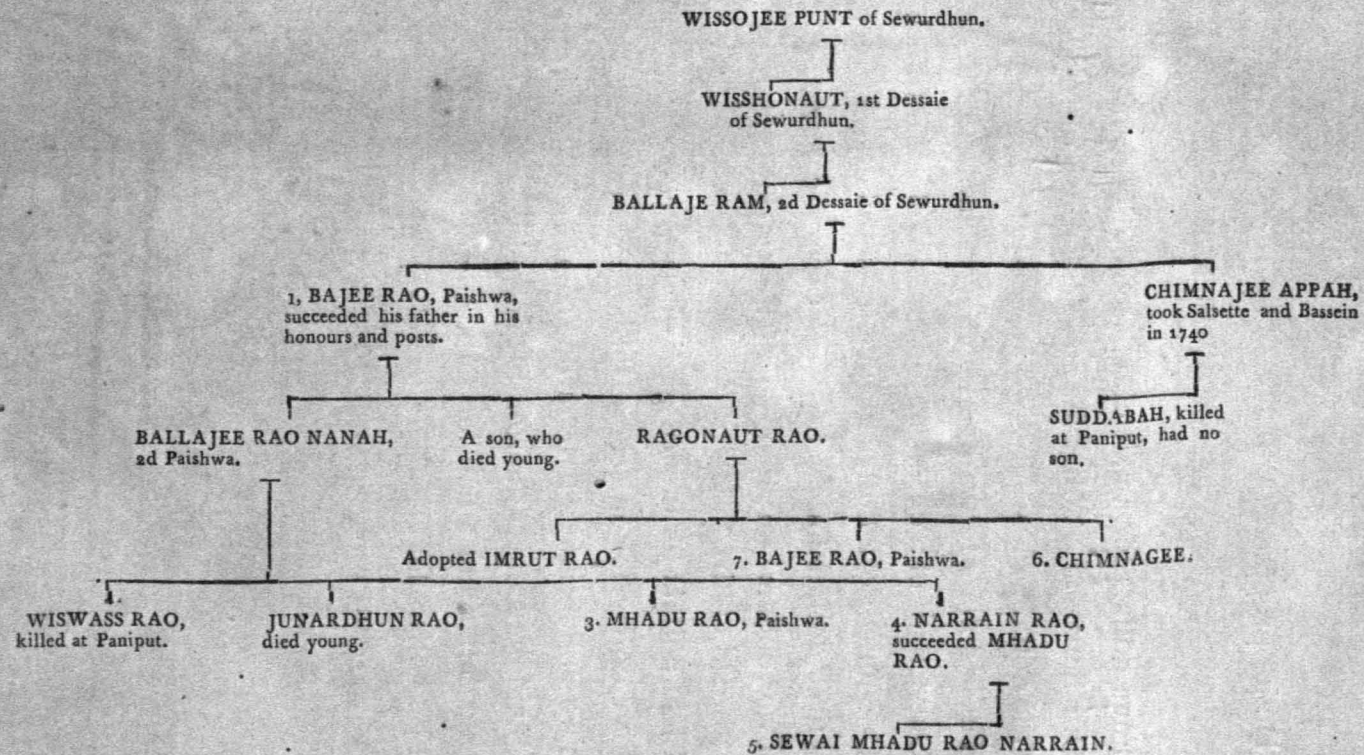 WISSOJEE PUNT of Sewurdhun.
WISSHONAUT, 1st Dessaie
of Sewurdhun.
BALLAJE RAM, 2d Dessaie of Sewurdhun.
1, BAJEE RAO, Paishwa,
succeeded his father in his
honours and posts.
CHIMNAJEE APPAH,
took Salsette and Bassein
in 1740
BALLAJEE RAO NANAH,
2d Paishwa.
A son, who
died young.
RAGONAUT RAO.
SUDDABAH, killed
at Paniput, had no
son.
Adopted IMRUT RAO.
7. BAJEE RAO, Paishwa.
6. CHIMNAGEE.
WISWASS RAO,
killed at Paniput.
JUNARDHUN RAO,
died young.
3. MHADU RAO, Paishwa.
4. NARRAIN RAO,
succeeded MHADU
RAO.
5. SEWAI MHADU RAO NARRAIN.